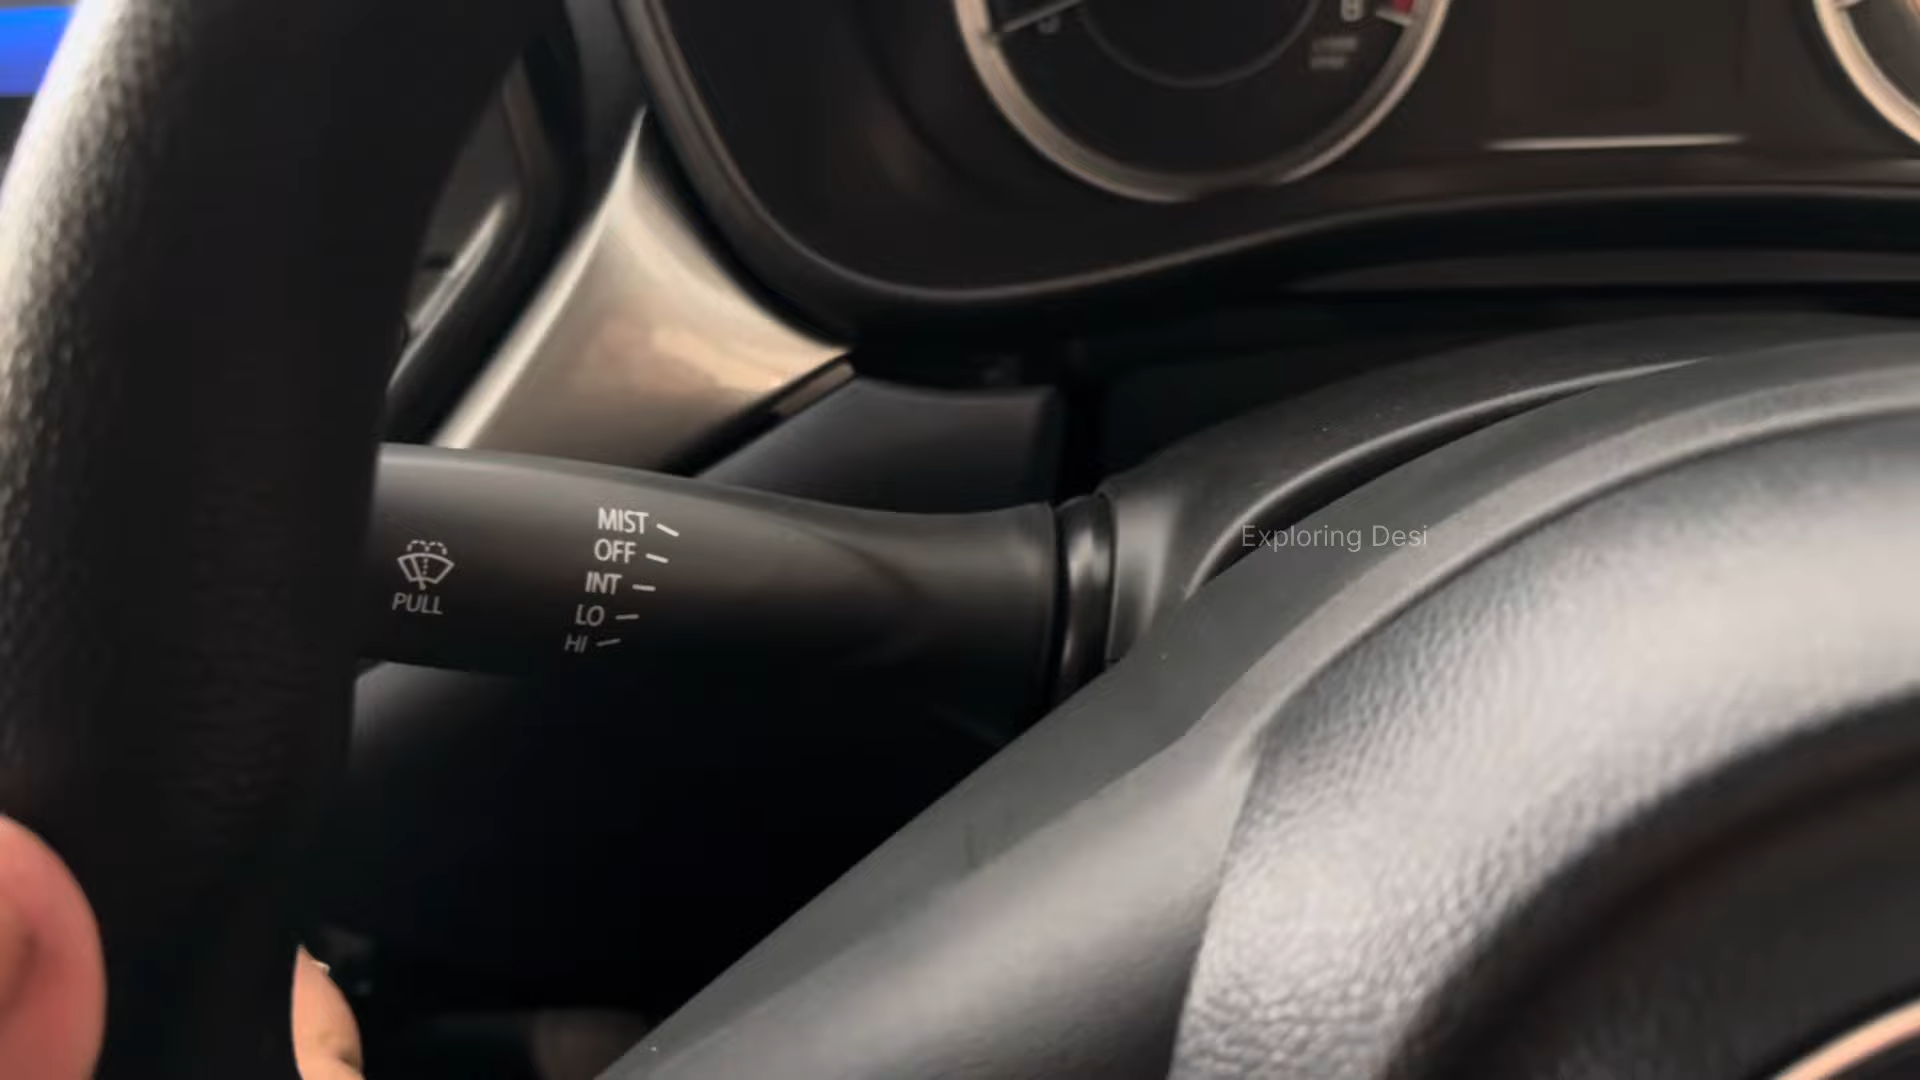 MIST
OFF
INT
LO
HI
PULL
Exploring Desi